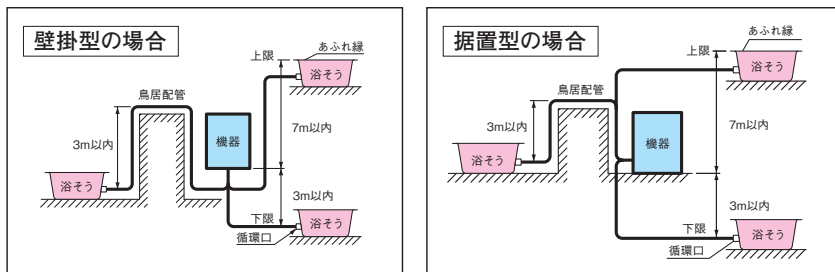 壁掛型の場合
上限
あふれ縁
浴そう
鳥居配管
3m以内
機器
7m以内
浴そう
3m以内
下限
浴そう
循環口
据置型の場合
上限
あふれ縁
浴そう
鳥居配管
3m以内
7m以内
機器
浴そう
3m以内
下限
浴そう
循環口